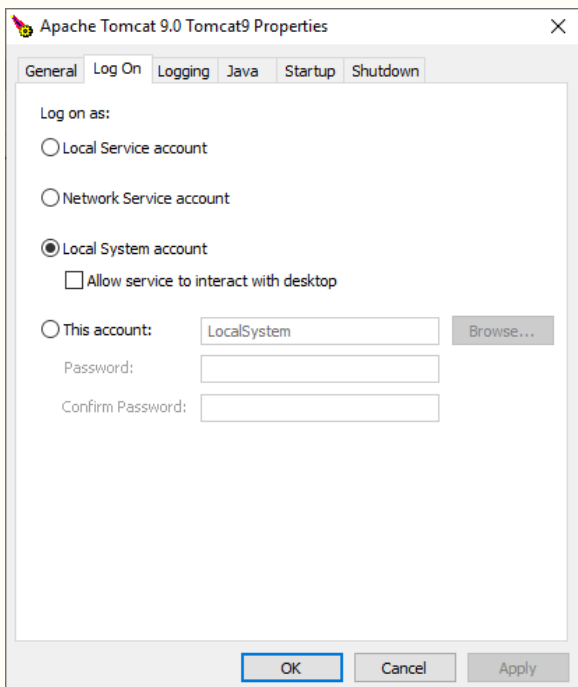 Apache Tomcat 9.0 Tomcat9 Properties
General Log On Logging Java Startup Shutdown
Log on as:
Local Service account
Network Service account
Local System account
Allow service to interact with desktop
This account: LocalSystem Browse...
Password:
Confirm Password:
OK Cancel Apply